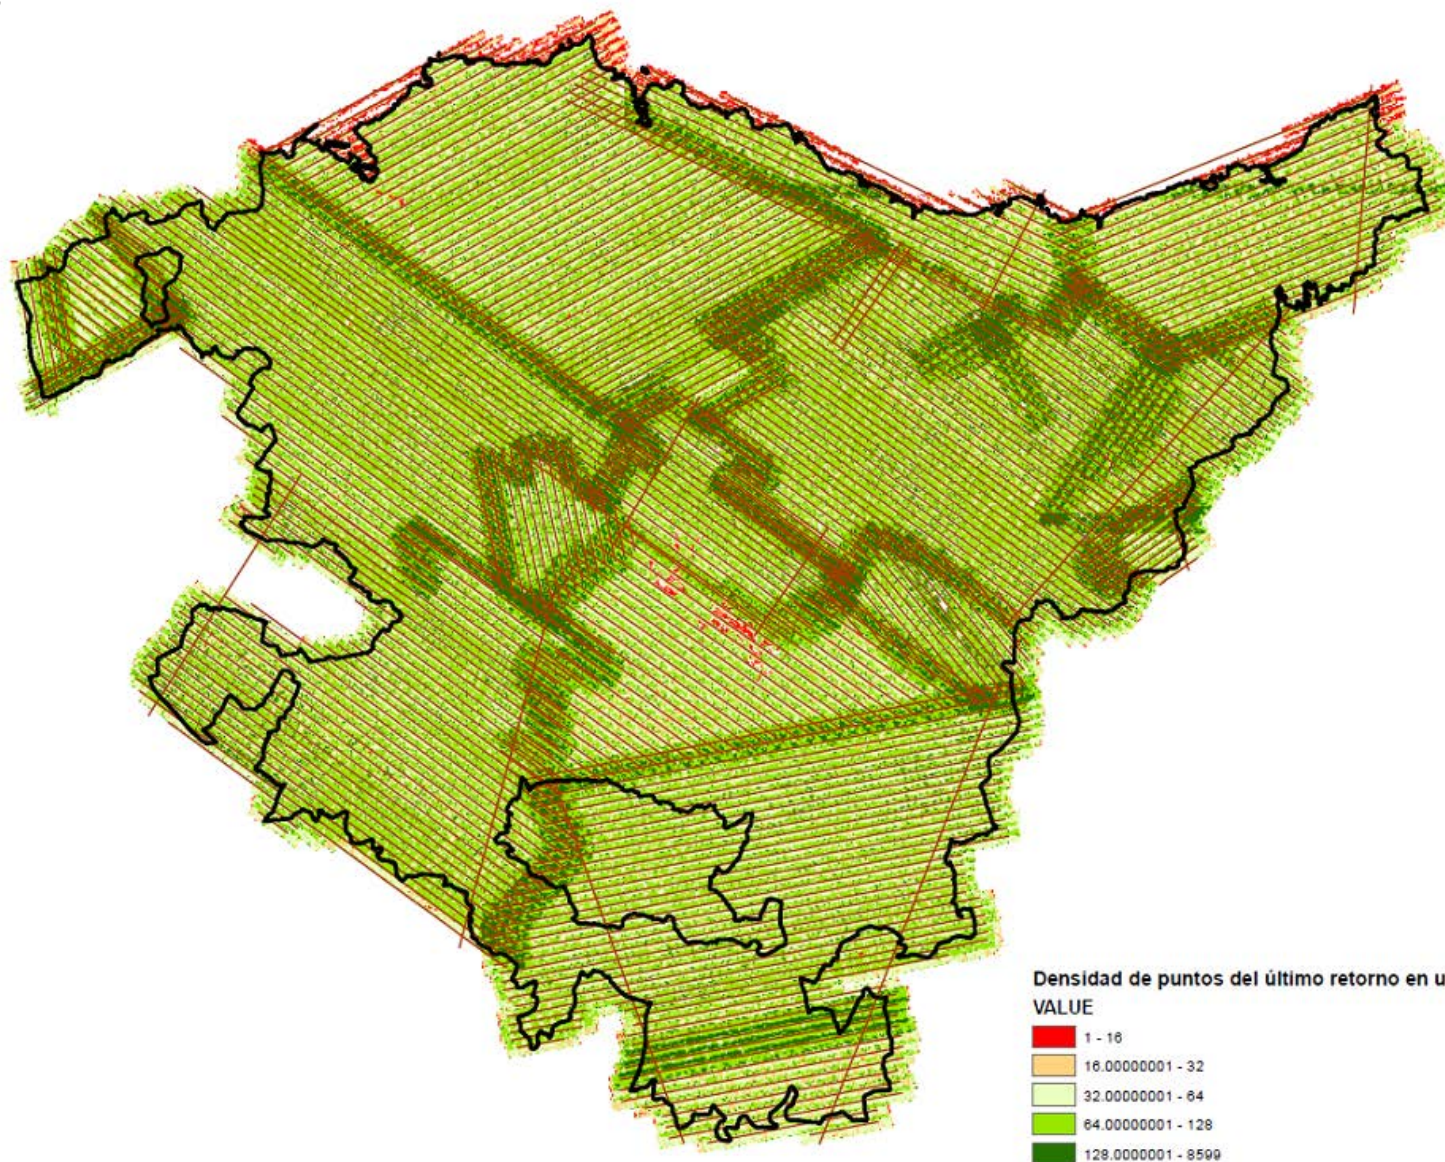 Densidad de puntos del último retorno en u
VALUE
1 - 16
16.00000001 - 32
32.00000001 - 64
64.00000001 - 128
128.0000001 - 8599